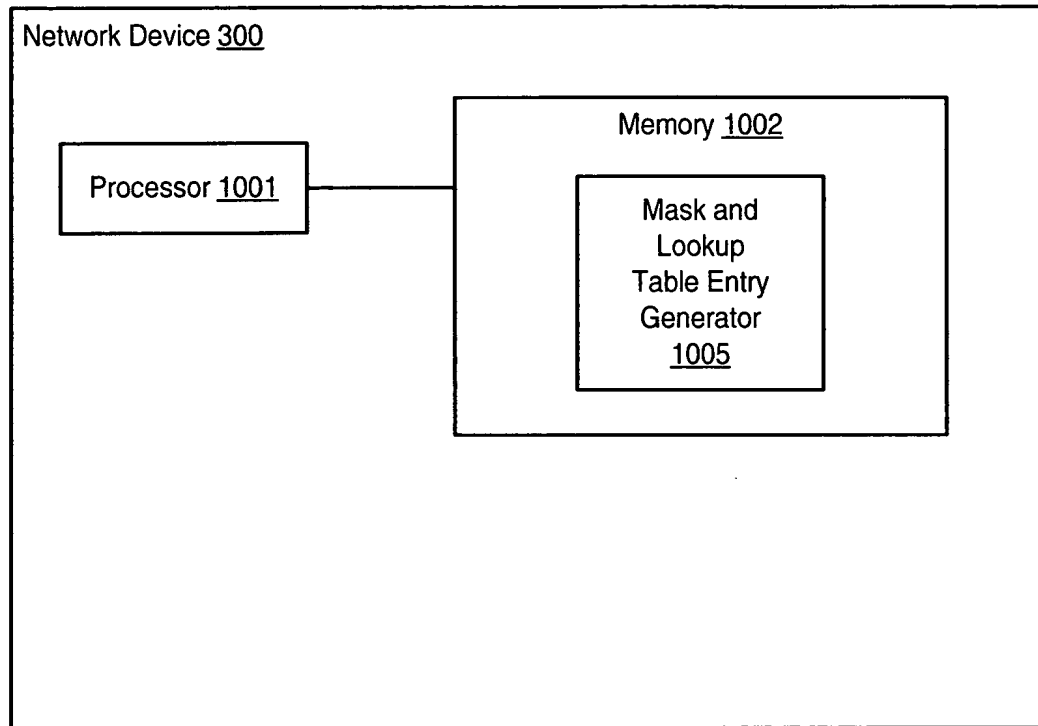 Network Device 300
Memory 1002
Processor 1001
Mask and
Lookup
Table Entry
Generator
1005